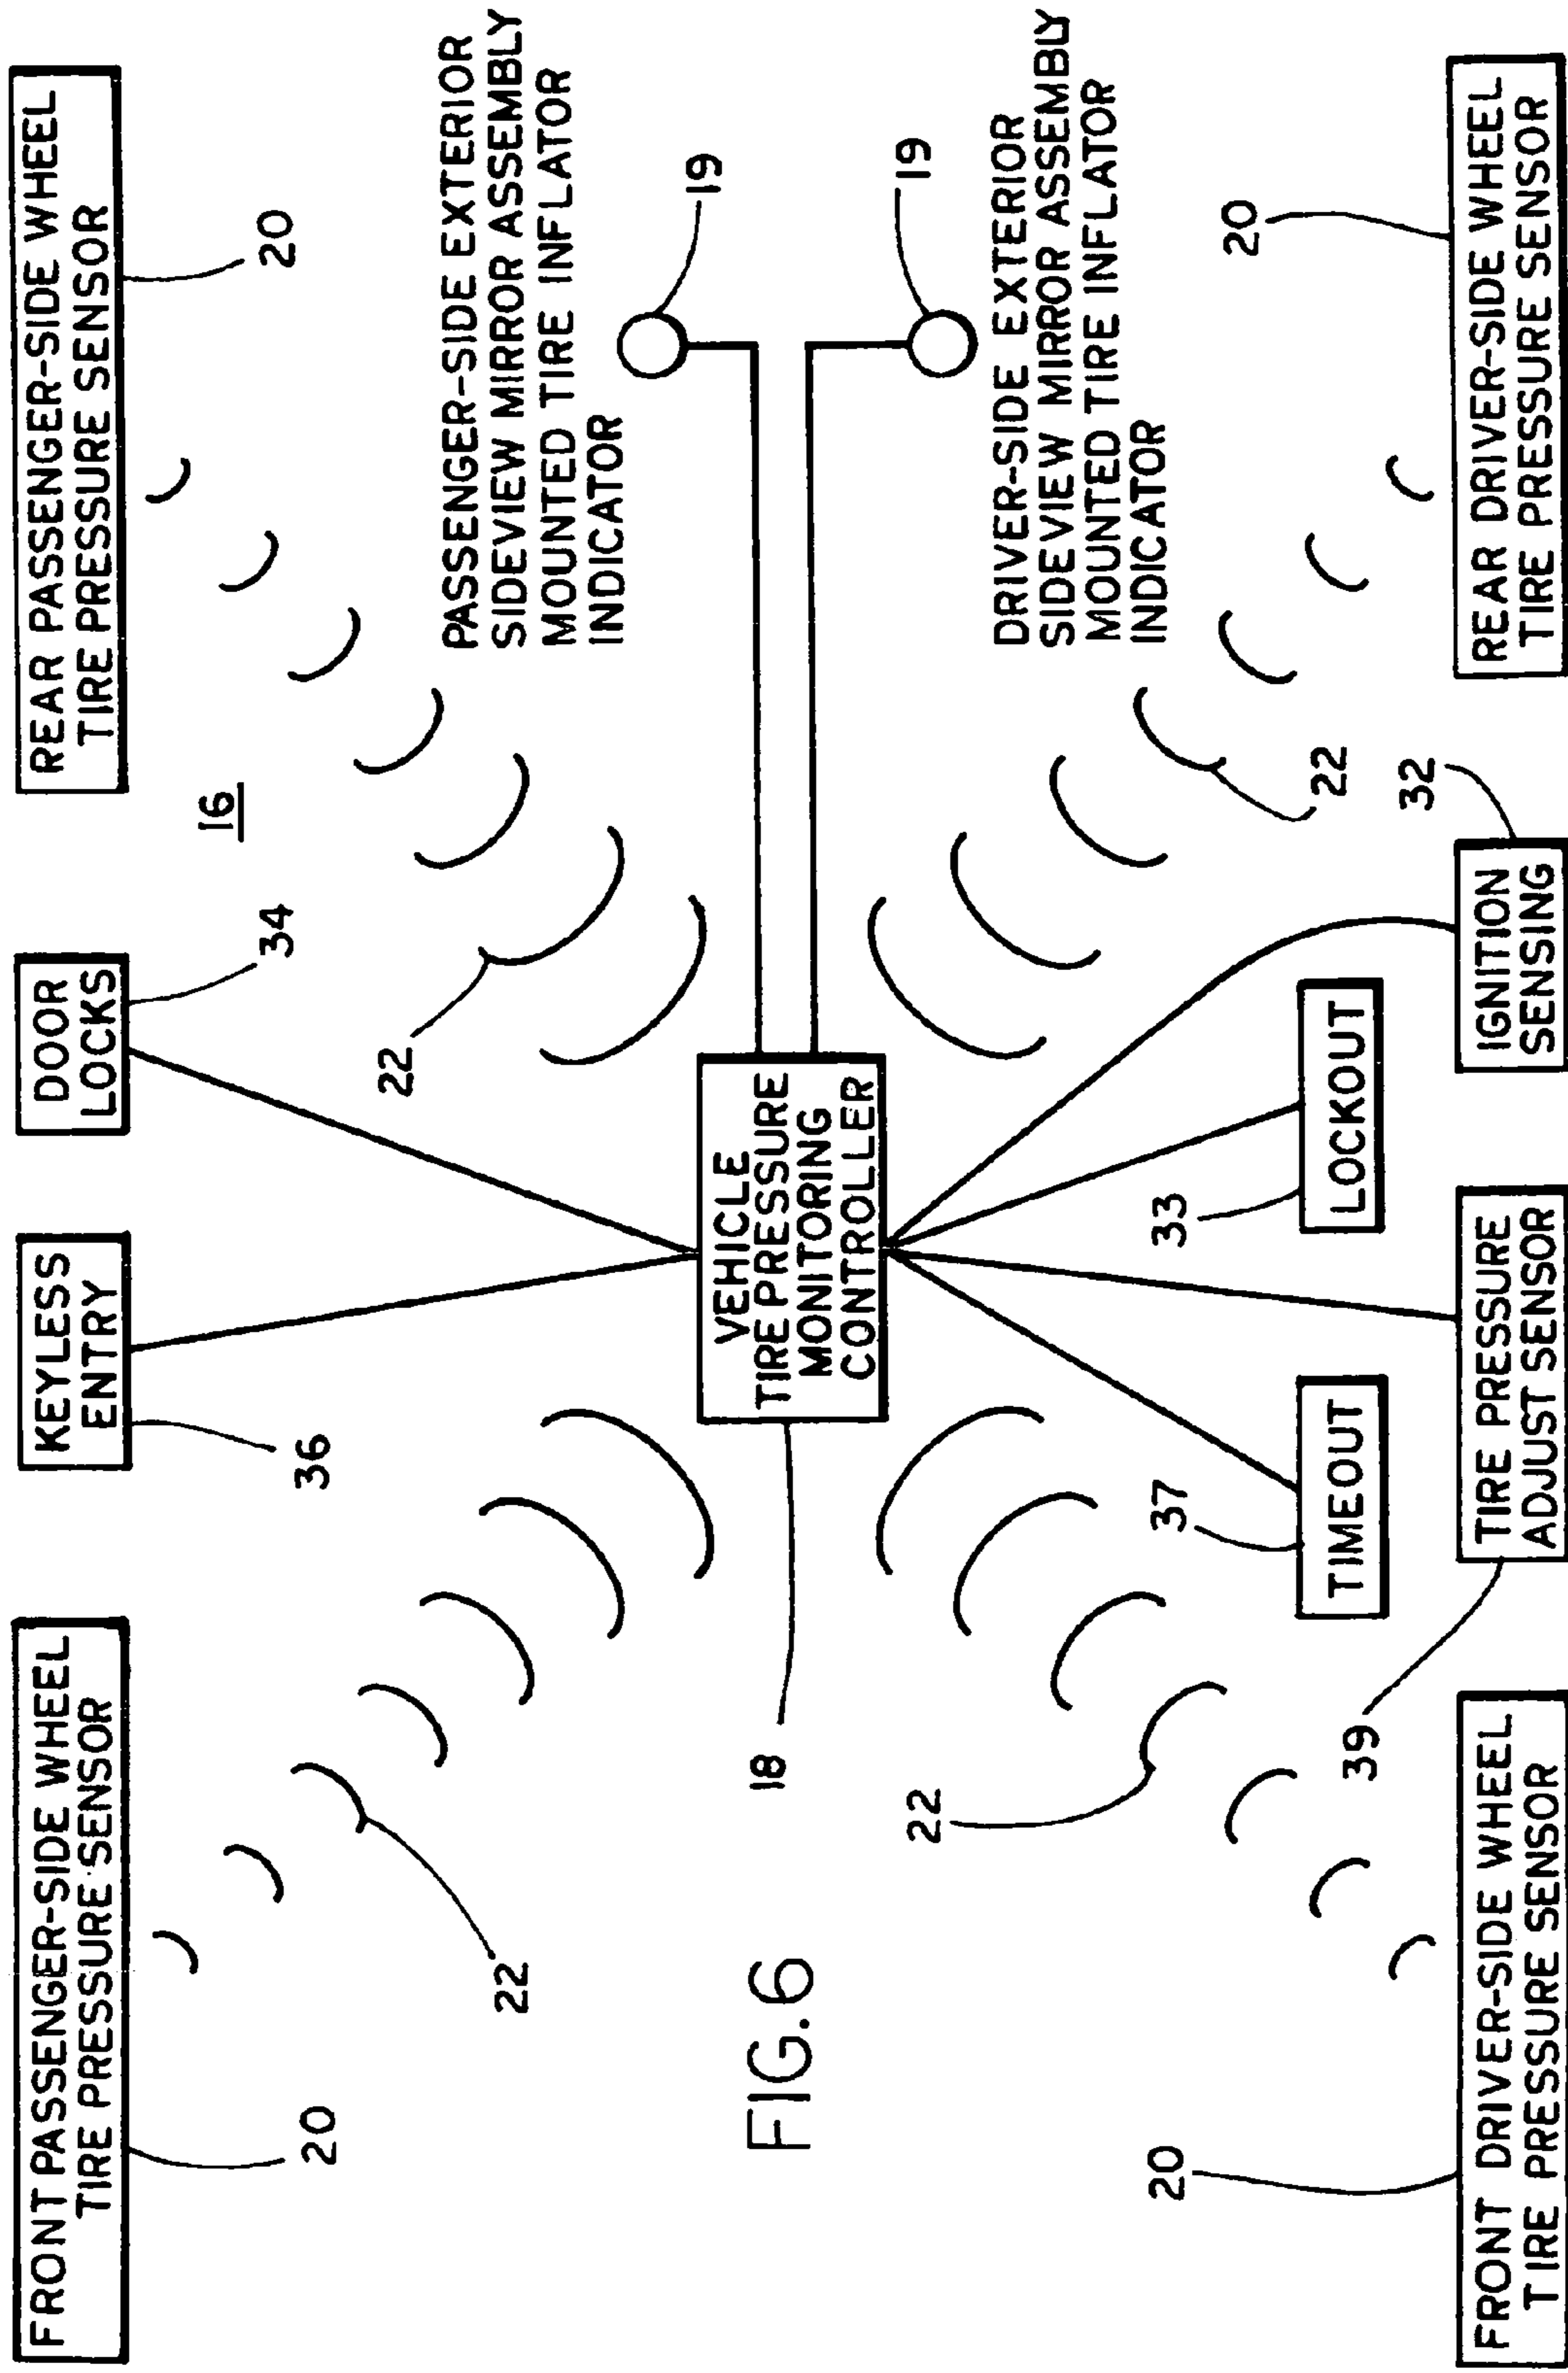 FRONT PASSENGER-SIDE WHEEL
TIRE PRESSURE SENSOR
20
22
KEYLESS
ENTRY
36
DOOR
LOCKS
34
22
16
REAR PASSENGER-SIDE WHEEL
TIRE PRESSURE SENSOR
20
PASSENGER-SIDE EXTERIOR
SIDEVIEW MIRROR ASSEMBLY
MOUNTED TIRE INFLATOR
INDICATOR
19
FIG.6
18
VEHICLE
TIRE PRESSURE
MONITORING
CONTROLLER
19
DRIVER-SIDE EXTERIOR
SIDEVIEW MIRROR ASSEMBLY
MOUNTED TIRE INFLATOR
INDICATOR
22
20
FRONT DRIVER-SIDE WHEEL
TIRE PRESSURE SENSOR
37
TIMEOUT
39
TIRE PRESSURE
ADJUST SENSOR
33
LOCKOUT
22
32
IGNITION
SENSING
20
REAR DRIVER-SIDE WHEEL
TIRE PRESSURE SENSOR